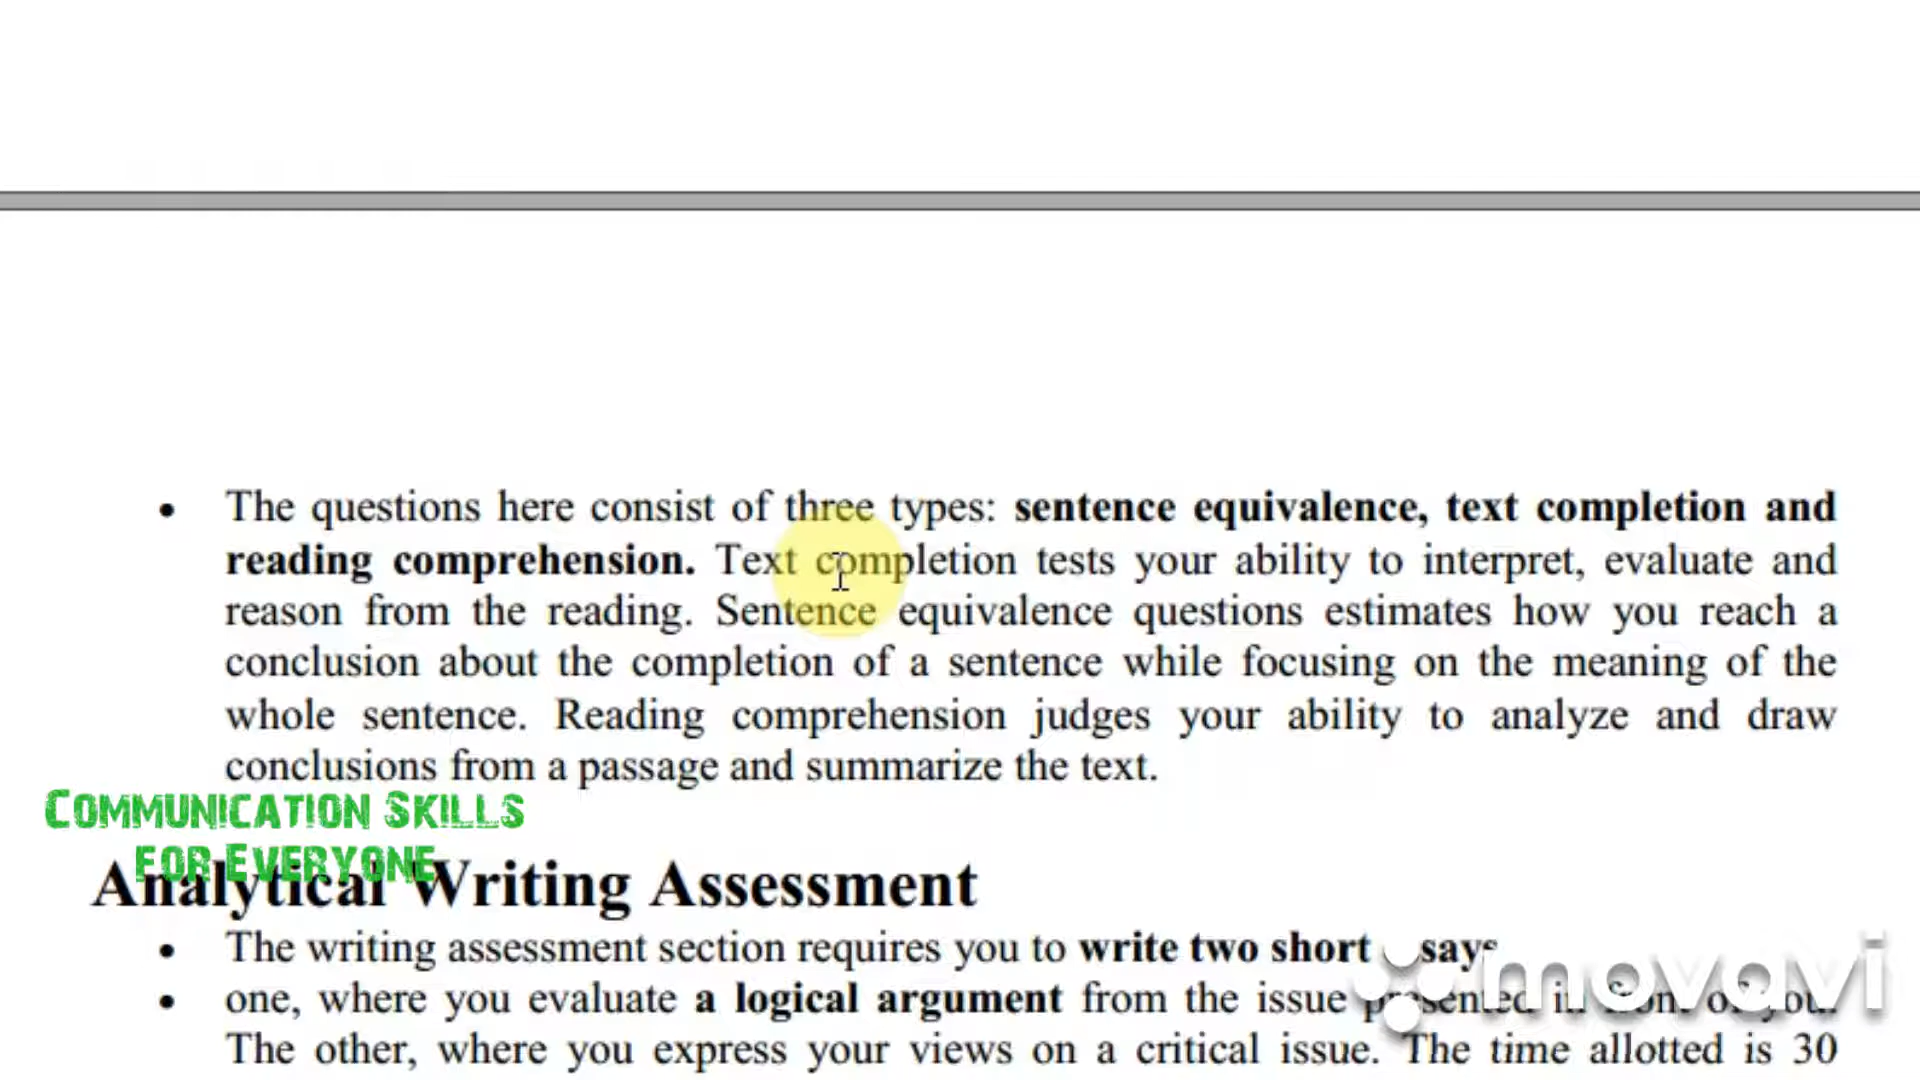 • The questions here consist of three types: sentence equivalence, text completion and
reading comprehension. Text completion tests your ability to interpret, evaluate and
reason from the reading. Sentence equivalence questions estimates how you reach a
conclusion about the completion of a sentence while focusing on the meaning of the
whole sentence. Reading comprehension judges your ability to analyze and draw
conclusions from a passage and summarize the text.
Communication Skills
for Everyone
Analytical Writing Assessment
• The writing assessment section requires you to write two short
• one, where you evaluate a logical argument from the issue presented in front of you.
The other, where you express your views on a critical issue. The time allotted is 30
movavi